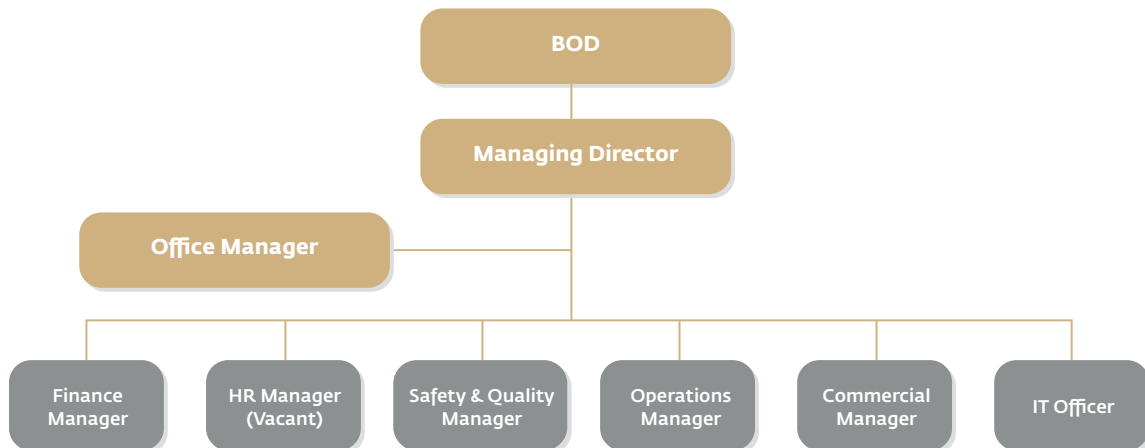 BOD
Managing Director
Office Manager
Finance
Manager
HR Manager
(Vacant)
Safety & Quality
Manager
Operations
Manager
Commercial
Manager
IT Officer